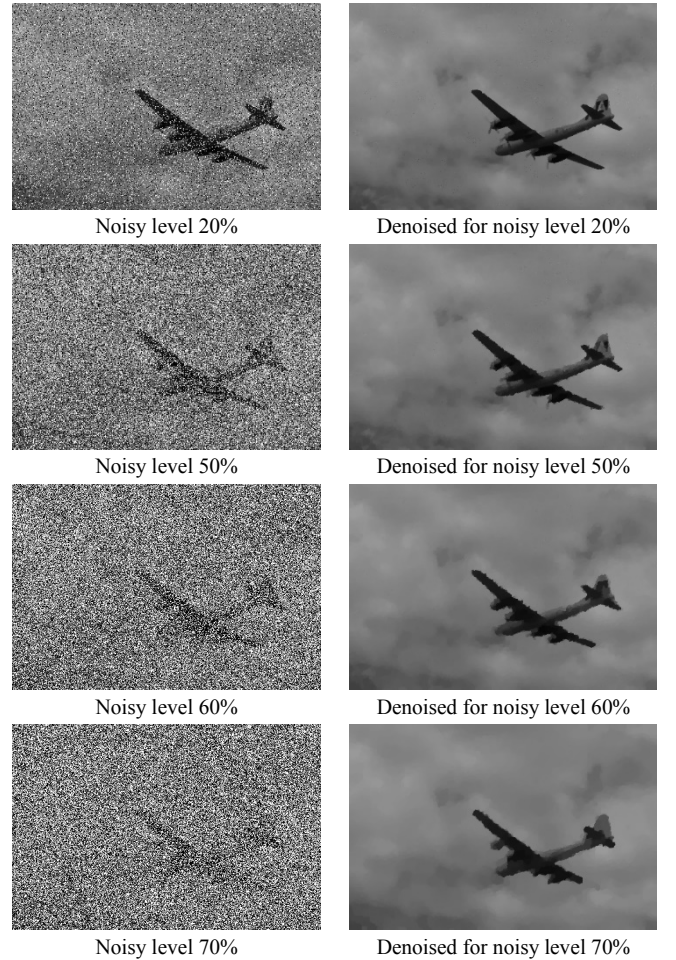 Noisy level 20%
Denoised for noisy level 20%
Noisy level 50%
Denoised for noisy level 50%
Noisy level 60%
Denoised for noisy level 60%
Noisy level 70%
Denoised for noisy level 70%